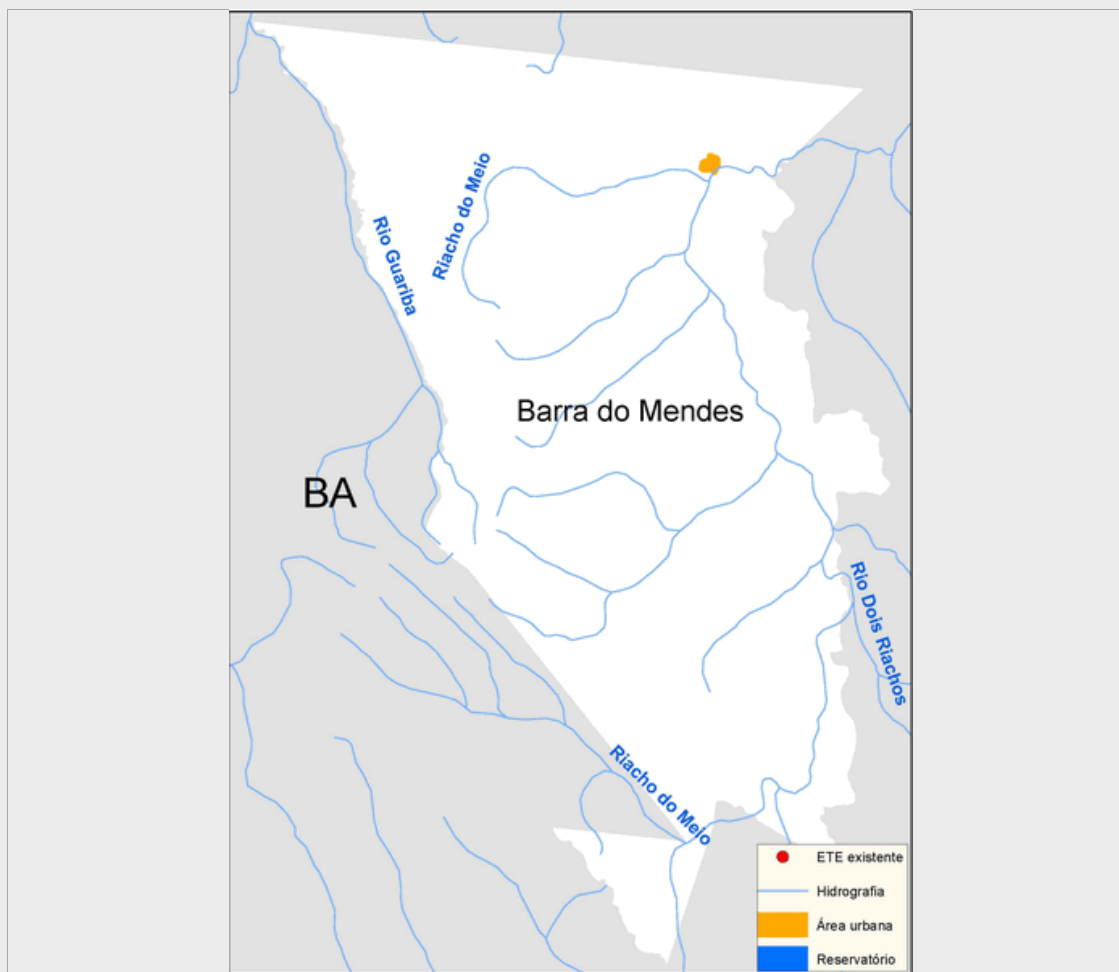 Riacho do Meio
Rio Guariba
Barra do Mendes
BA
Rio Dois Riachos
Riacho do Meio
ETE existente
Hidrografia
Área urbana
Reservatório